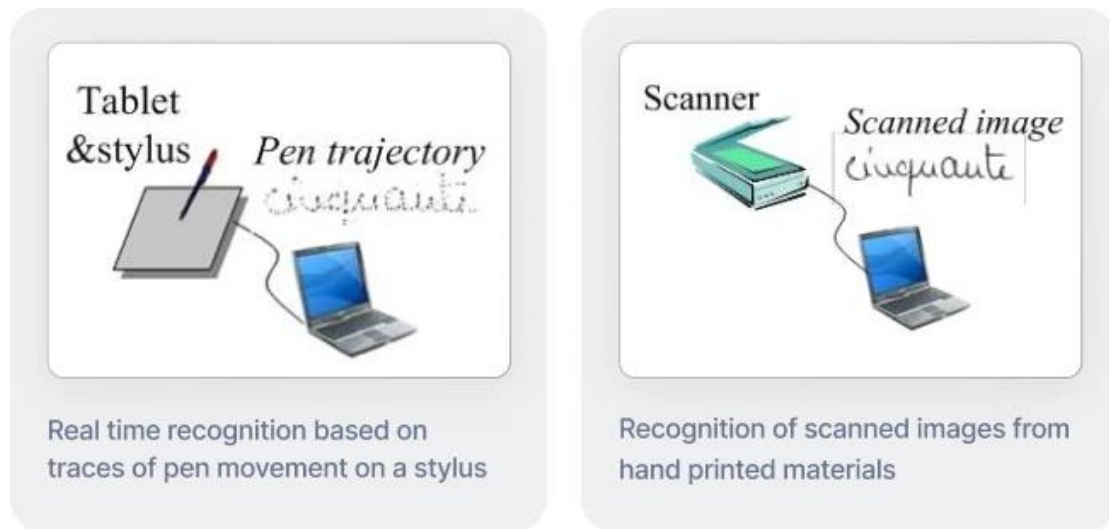 Tablet
&stylus
Pen trajectory
cinquante
Real time recognition based on
traces of pen movement on a stylus
Scanner
Scanned image
cinquante
Recognition of scanned images from
hand printed materials